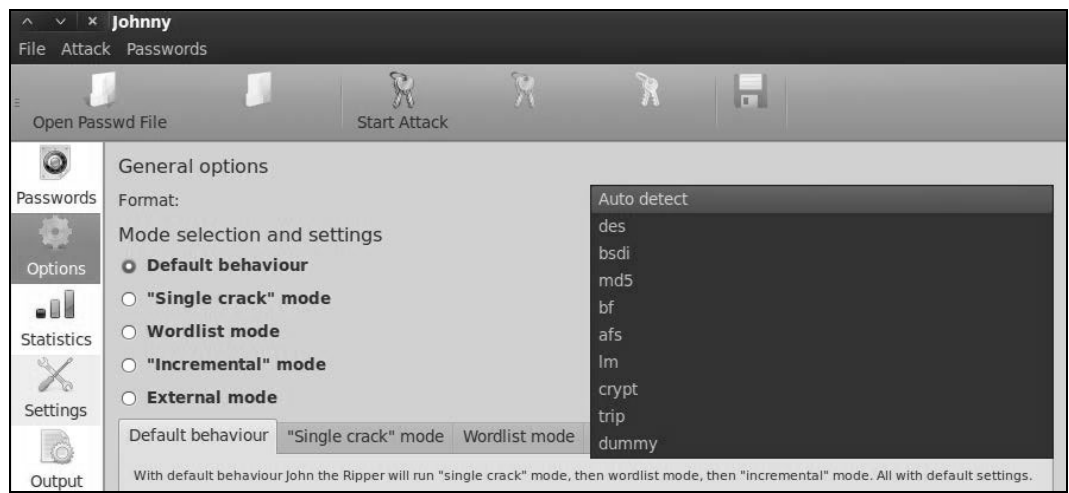 Johnny
File Attack Passwords
Open Passwd File
Start Attack
Passwords
Options
Statistics
Settings
Output
General options
Format:
Auto detect
des
bsdi
md5
bf
afs
lm
crypt
trip
dummy
Mode selection and settings
Default behaviour
"Single crack" mode
Wordlist mode
"Incremental" mode
External mode
Default behaviour "Single crack" mode Wordlist mode
With default behaviour John the Ripper will run "single crack" mode, then wordlist mode, then "incremental" mode. All with default settings.